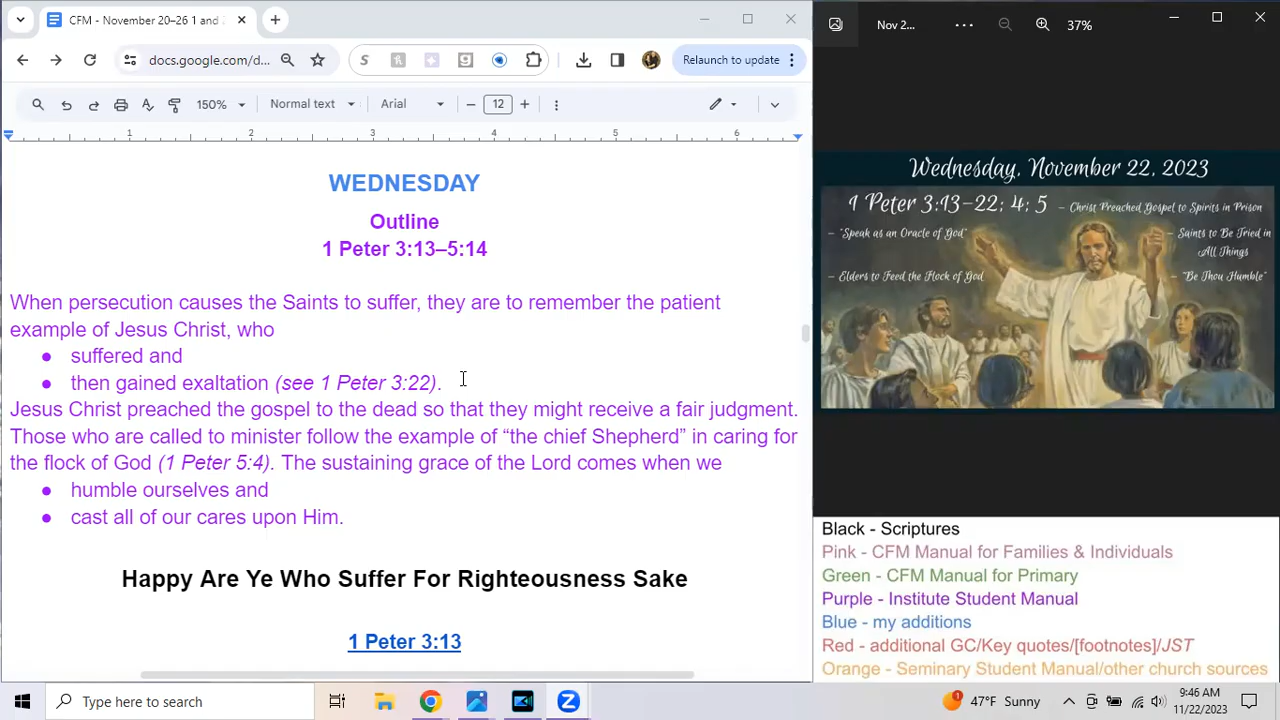 CFM - November 20–26 1 and
docs.google.com/d...
Relaunch to update
150%
Normal text
Arial
12
1 2 3 4 5 6
WEDNESDAY
Outline
1 Peter 3:13–5:14
When persecution causes the Saints to suffer, they are to remember the patient
example of Jesus Christ, who
● suffered and
● then gained exaltation (see 1 Peter 3:22).
Jesus Christ preached the gospel to the dead so that they might receive a fair judgment.
Those who are called to minister follow the example of “the chief Shepherd” in caring for
the flock of God (1 Peter 5:4). The sustaining grace of the Lord comes when we
● humble ourselves and
● cast all of our cares upon Him.
Happy Are Ye Who Suffer For Righteousness Sake
1 Peter 3:13
Nov 2...
37%
Wednesday, November 22, 2023
1 Peter 3:13-22; 4; 5
- Christ Preached Gospel to Spirits in Prison
- "Speak as an Oracle of God"
- Saints to Be Tried in
All Things
- Elders to Feed the Flock of God
- "Be Thou Humble"
Black - Scriptures
Pink - CFM Manual for Families & Individuals
Green - CFM Manual for Primary
Purple - Institute Student Manual
Blue - my additions
Red - additional GC/Key quotes/[footnotes]/JST
Orange - Seminary Student Manual/other church sources
Type here to search
1
47°F Sunny
9:46 AM
11/22/2023